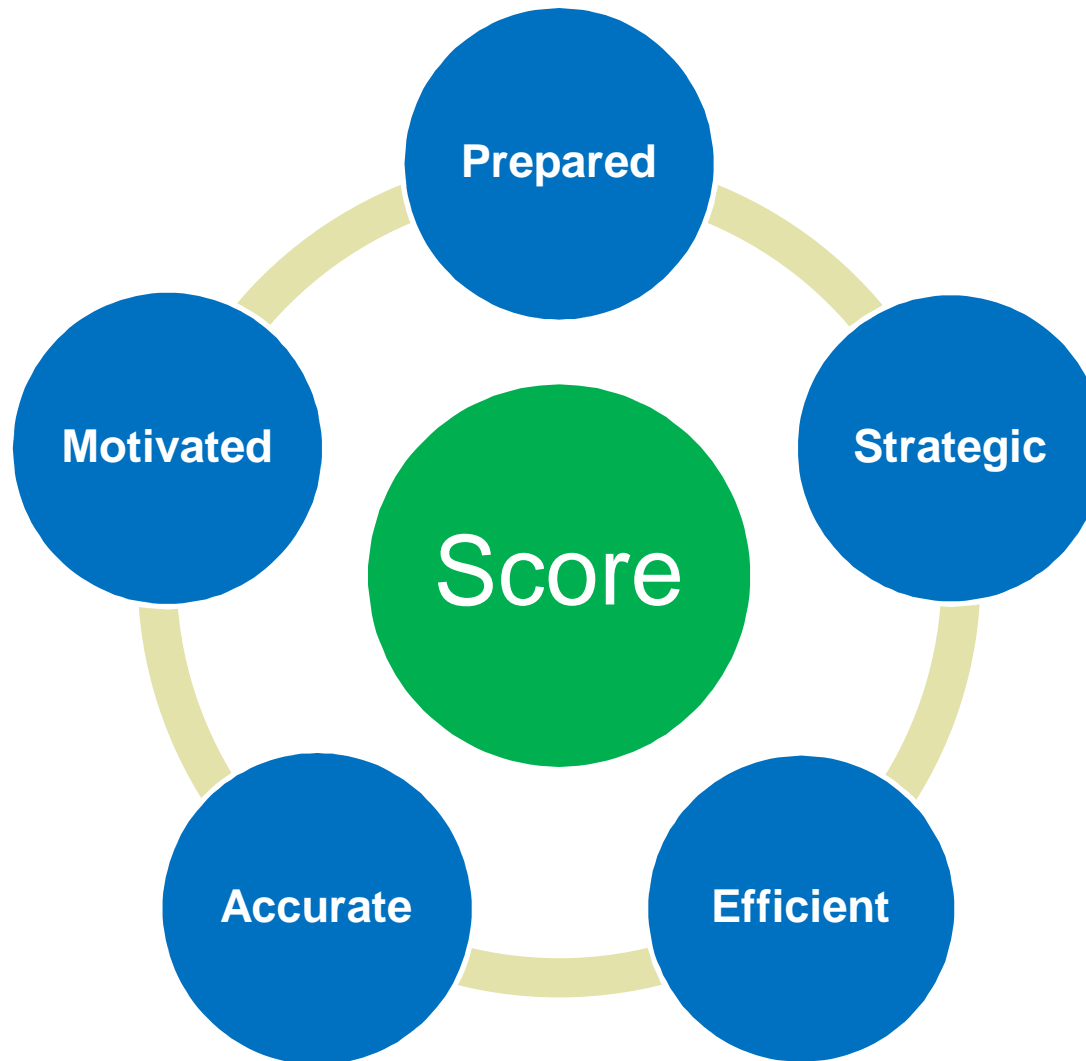 Prepared
Motivated
Strategic
Score
Accurate
Efficient